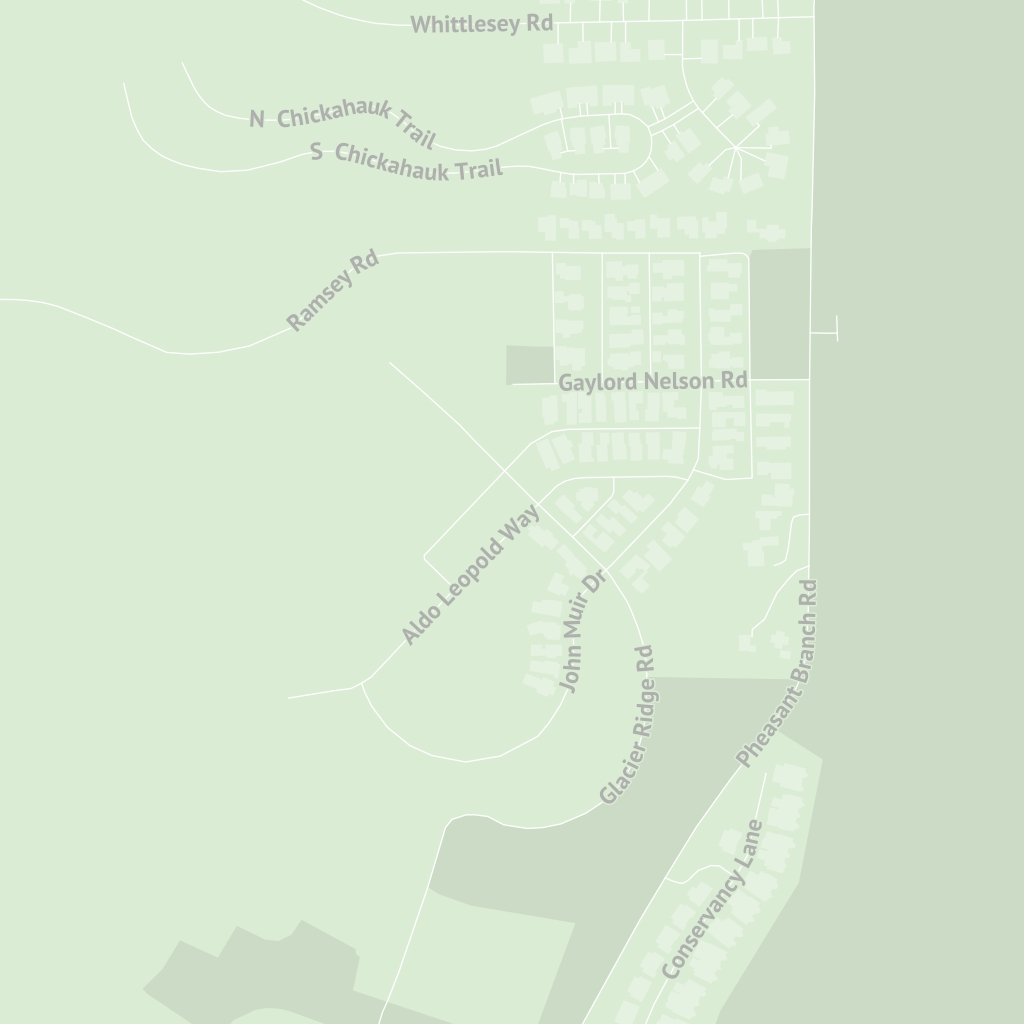 Whittlesey Rd
N Chickahauk Trail
S Chickahauk Trail
Ramsey Rd
Gaylord Nelson Rd
Aldo Leopold Way
John Muir Dr
Pheasant Branch Rd
Glacier Ridge Rd
Conservancy Lane